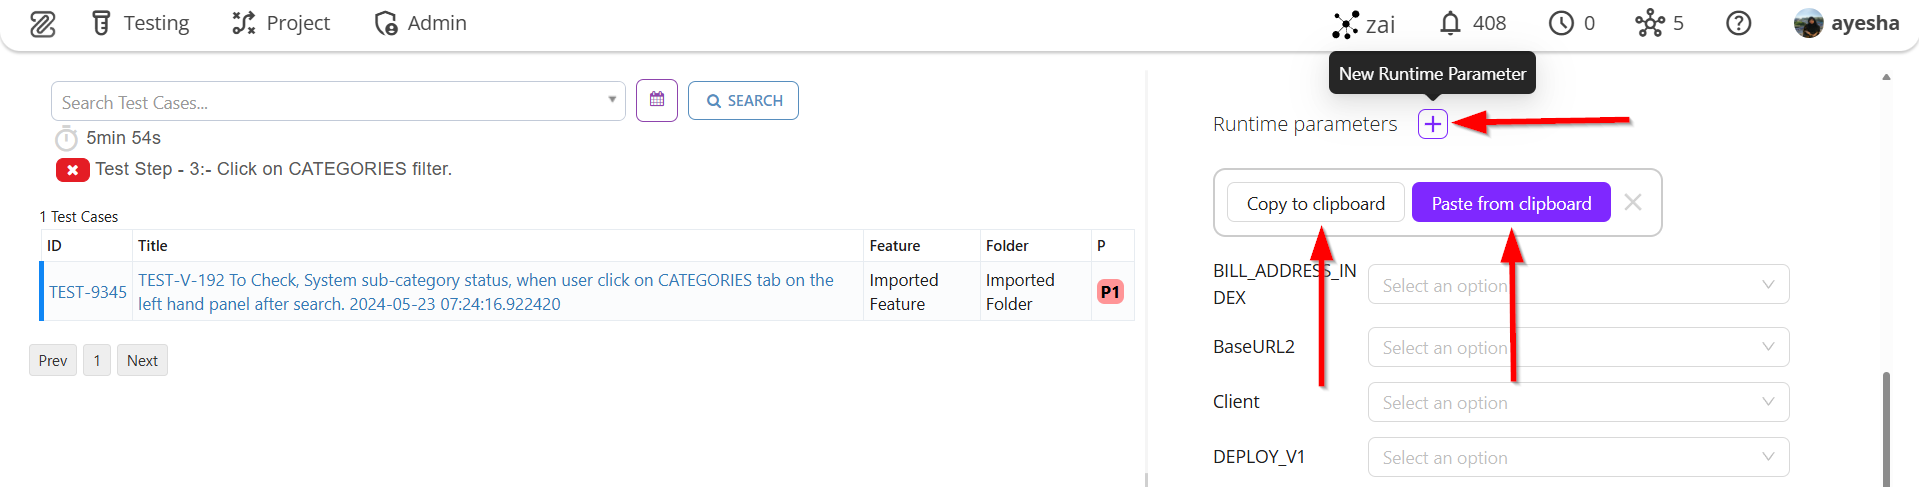 Testing Project Admin zai 408 0 5 ayesha
New Runtime Parameter
Search Test Cases... SEARCH
5min 54s
Test Step - 3:- Click on CATEGORIES filter.
1 Test Cases
ID Title Feature Folder P
TEST-9345 TEST-V-192 To Check, System sub-category status, when user click on CATEGORIES tab on the Imported Imported P1
left hand panel after search. 2024-05-23 07:24:16.922420 Feature Folder
Prev 1 Next
Runtime parameters
Copy to clipboard Paste from clipboard
BILL_ADDRESS_IN
DEX Select an option
BaseURL2 Select an option
Client Select an option
DEPLOY_V1 Select an option